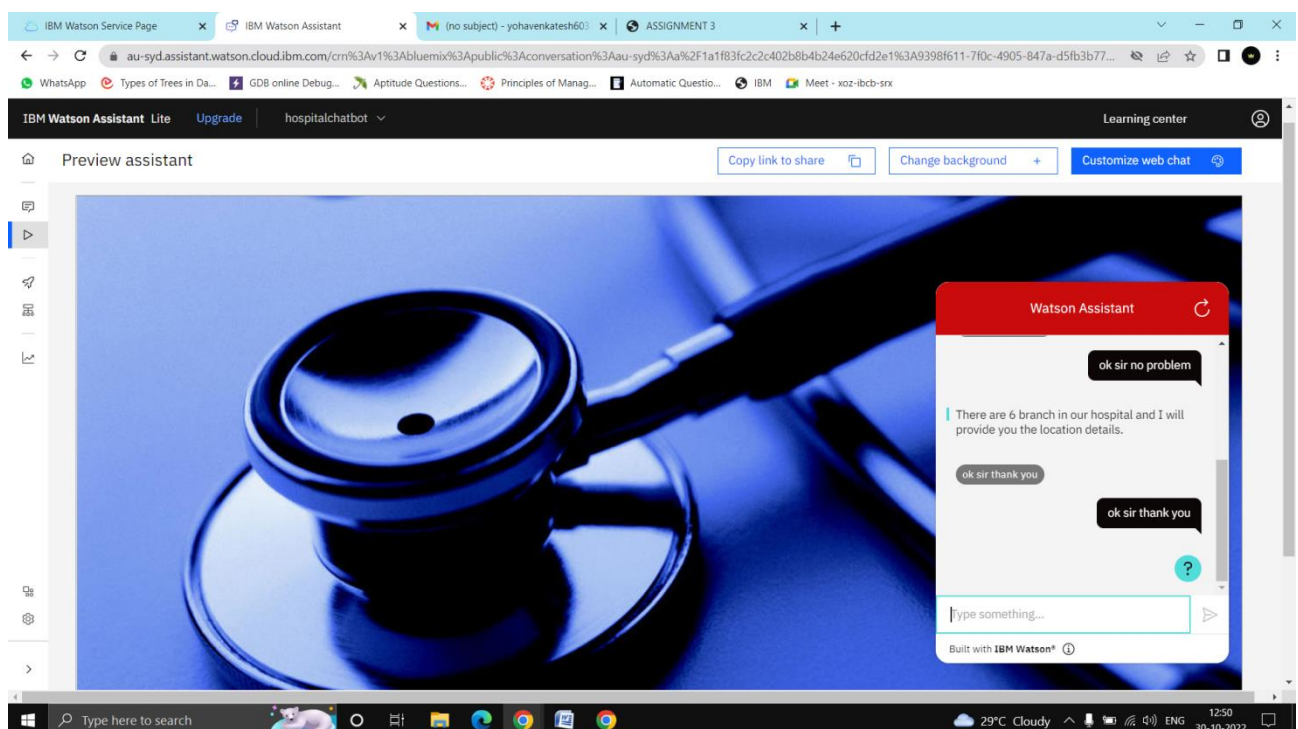 IBM Watson Service Page
IBM Watson Assistant
(no subject) - yohavenkatesh603
ASSIGNMENT 3
au-syd.assistant.watson.cloud.ibm.com/crn%3Av1%3Abluemix%3Apublic%3Aconversation%3Aau-syd%3Aa%2F1a1f83fc2c2c402b8b4b24e620cfd2e1%3A9398f611-7f0c-4905-847a-d5fb3b77...
WhatsApp
Types of Trees in Da...
GDB online Debug...
Aptitude Questions...
Principles of Manag...
Automatic Questio...
IBM
Meet - xoz-ibcb-srx
IBM Watson Assistant Lite
Upgrade
hospitalchatbot
Learning center
Preview assistant
Copy link to share
Change background +
Customize web chat
Watson Assistant
ok sir no problem
There are 6 branch in our hospital and I will
provide you the location details.
ok sir thank you
ok sir thank you
?
Type something...
Built with IBM Watson®
Type here to search
29°C Cloudy
ENG
12:50
30-10-2022